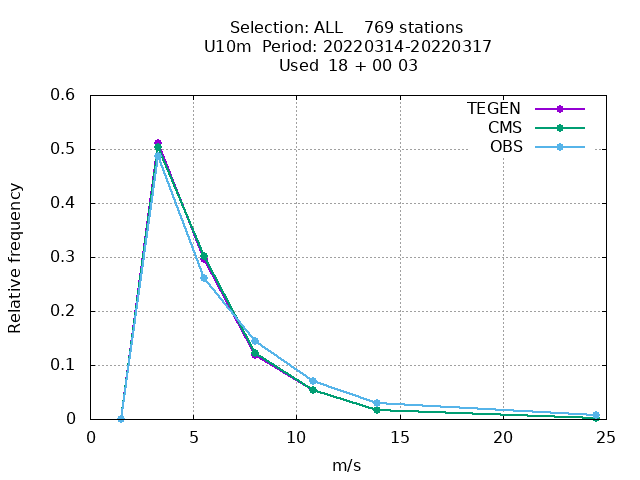 Selection: ALL    769 stations
U10m  Period: 20220314-20220317
Used  18 + 00 03
TEGEN
CMS
OBS
Relative frequency
0.6
0.5
0.4
0.3
0.2
0.1
0
0 5 10 15 20 25
m/s